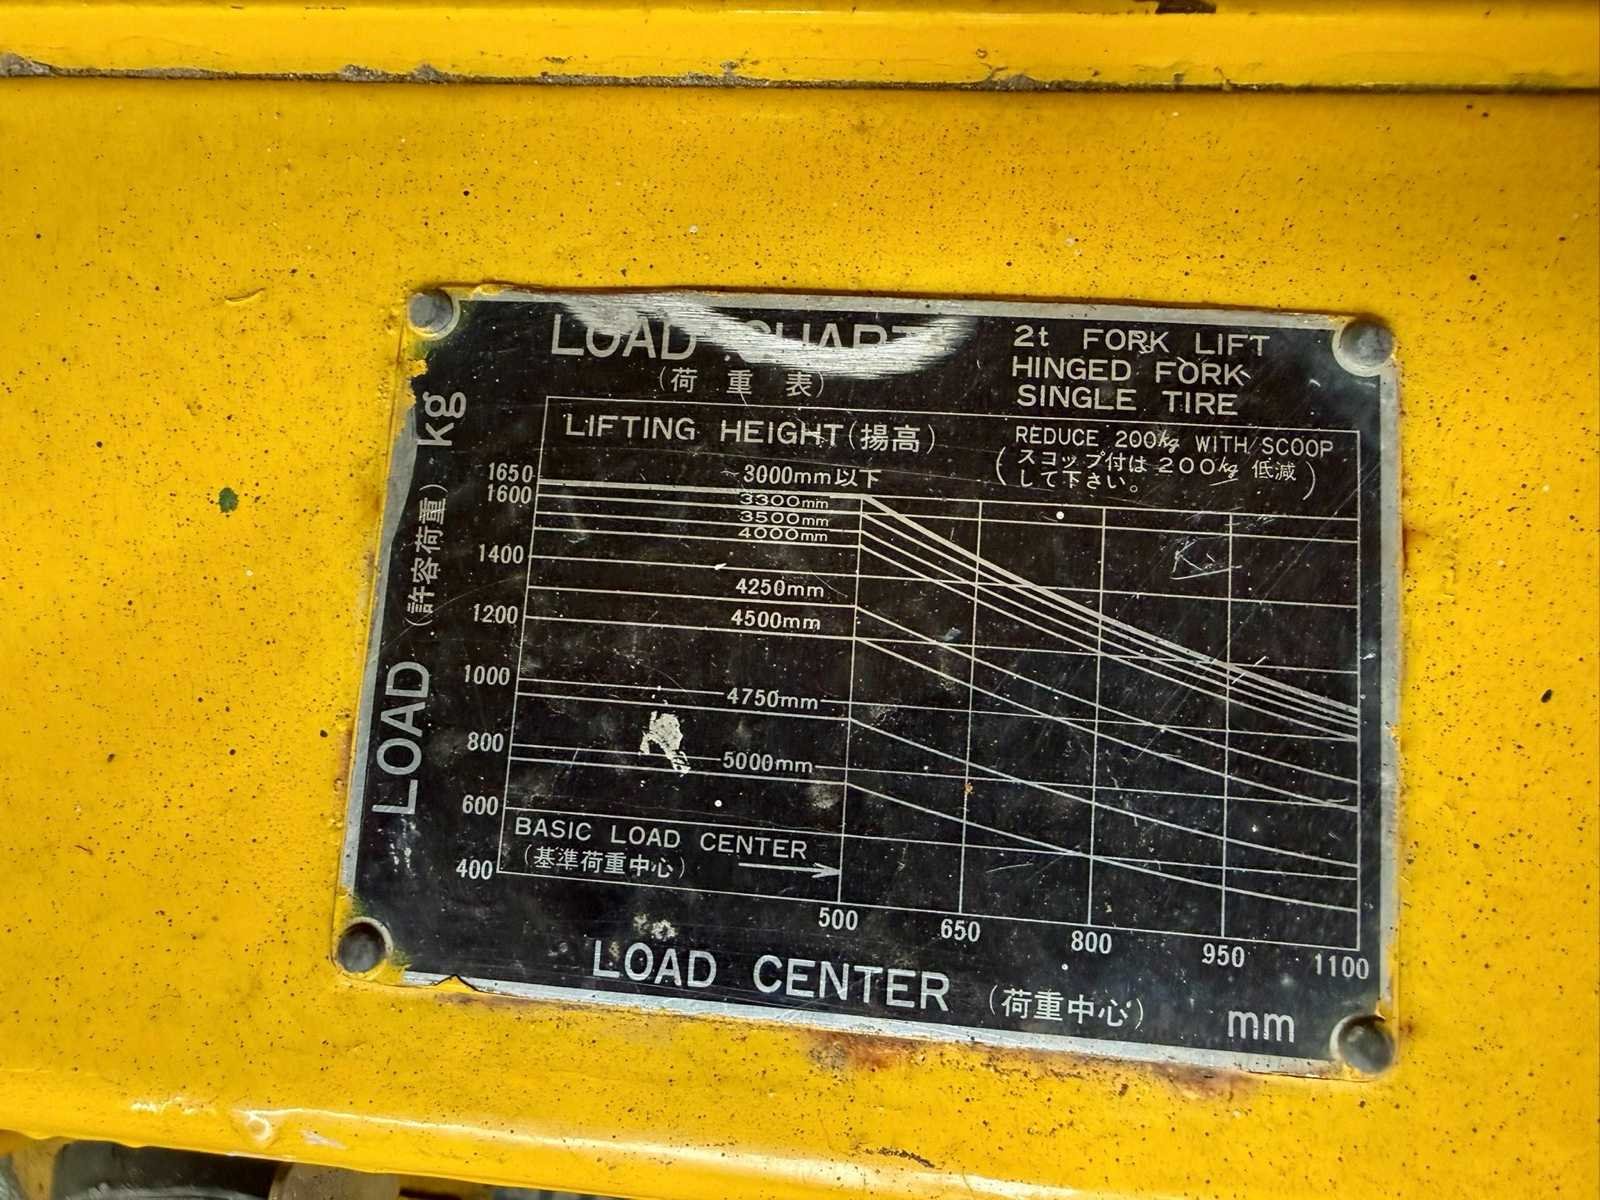 LOAD CHART
(荷重表)
2t FORK LIFT
HINGED FORK
SINGLE TIRE
LIFTING HEIGHT(揚高)
REDUCE 200kg WITH SCOOP
(スコップ付は200kg 低減
して下さい。)
LOAD (許容荷重) kg
1650
1600
1400
1200
1000
800
600
400
3000mm以下
3300mm
3500mm
4000mm
4250mm
4500mm
4750mm
5000mm
BASIC LOAD CENTER
(基準荷重中心)
500 650 800 950 1100
LOAD CENTER (荷重中心) mm